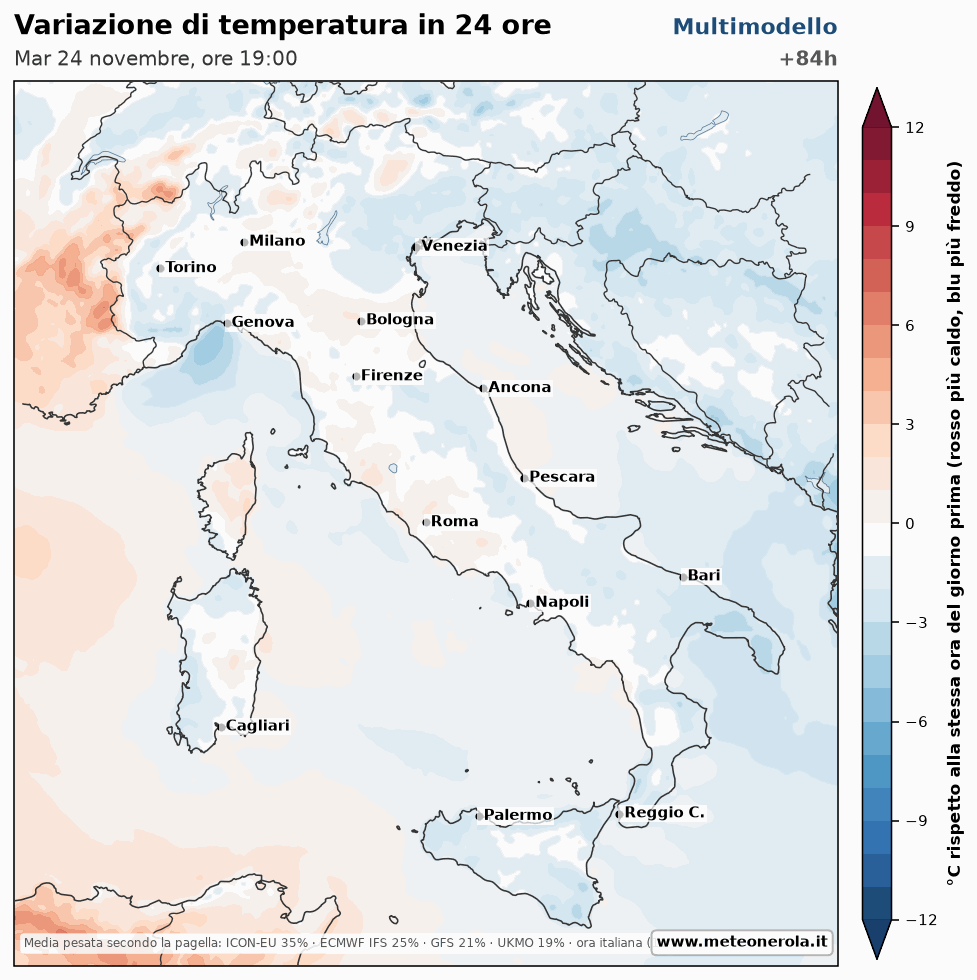 Variazione di temperatura in 24 ore
Multimodello
Mar 24 novembre, ore 19:00
+84h
Milano
Venezia
Torino
Genova
Bologna
Firenze
Ancona
Pescara
Roma
Bari
Napoli
Cagliari
Palermo
Reggio C.
12
9
6
3
0
−3
−6
−9
−12
°C rispetto alla stessa ora del giorno prima (rosso più caldo, blu più freddo)
Media pesata secondo la pagella: ICON-EU 35% · ECMWF IFS 25% · GFS 21% · UKMO 19% · ora italiana (
www.meteonerola.it